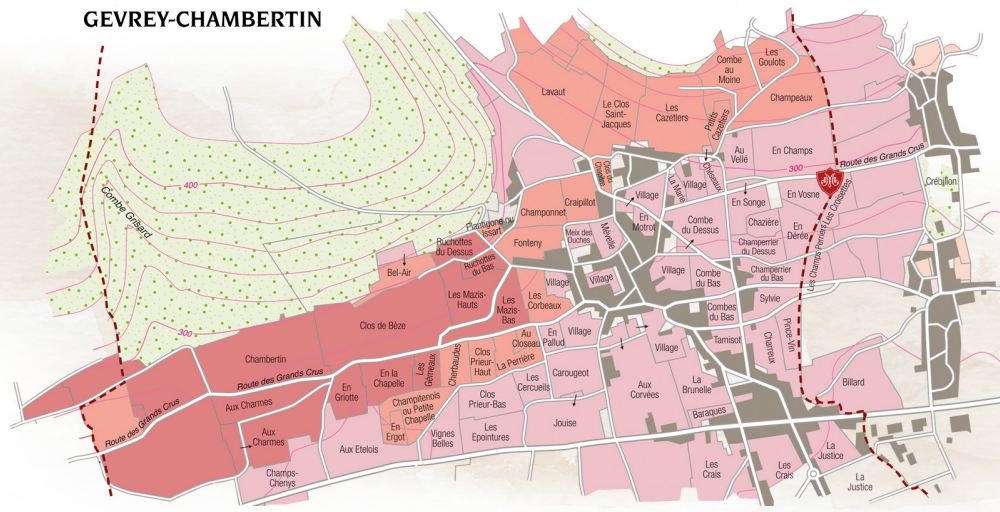 GEVREY-CHAMBERTIN
Combe Grisard
400
300
300
Lavaut
Le Clos
Saint-
Jacques
Les
Cazetiers
Petits
Cazetiers
Combe
au
Moine
Les
Goulots
Champeaux
Au
Vellé
En Champs
Route des Grands Crus
Crébillon
Clos du
Chapitre
Craipillot
Champonnet
Village
La Marie
Village
Chéseaux
En Songe
En Vosne
Les Croisettes
Les Champs Perriers
Plantigone ou
Issart
Ruchottes
du Dessus
Ruchottes
du Bas
Fonteny
Meix des
Ouches
Mévelle
En
Motrot
Combe
du Dessus
Chazière
En
Dérée
Champerrier
du Dessus
Champerrier
du Bas
Bel-Air
Village
Village
Village
Combe
du Bas
Sylvie
Les Mazis-
Hauts
Les
Mazis-
Bas
Les
Corbeaux
Combes
du Bas
Clos de Bèze
Au
Closeau
En
Pallud
Village
Village
Tamisot
Charreux
Pince-Vin
Chambertin
Route des Grands Crus
En la
Chapelle
Les
Gémeaux
Cherbaudes
Clos
Prieur-
Haut
La Perrière
Les
Cercueils
Carougeot
Aux
Corvées
La
Brunelle
Billard
En
Griotte
Champitenois
ou Petite
Chapelle
Clos
Prieur-Bas
Baraques
Route des Grands Crus
Aux Charmes
Aux
Charmes
En
Ergot
Vignes
Belles
Les
Epointures
Jouise
Aux Etelois
Champs-
Chenys
Les
Crais
Les
Crais
La
Justice
La
Justice